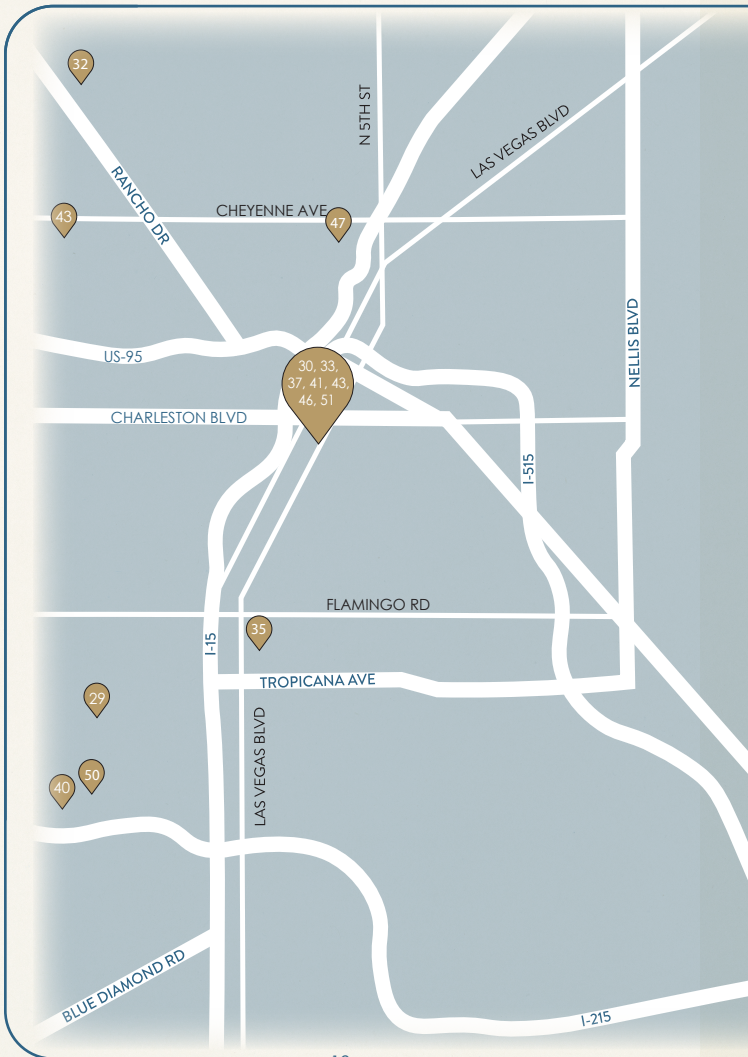 32
N 5TH ST
LAS VEGAS BLVD
RANCHO DR
43
CHEYENNE AVE
47
NELLIS BLVD
US-95
30, 33,
37, 41, 43,
46, 51
CHARLESTON BLVD
I-515
FLAMINGO RD
35
I-15
TROPICANA AVE
29
LAS VEGAS BLVD
50
40
BLUE DIAMOND RD
I-215